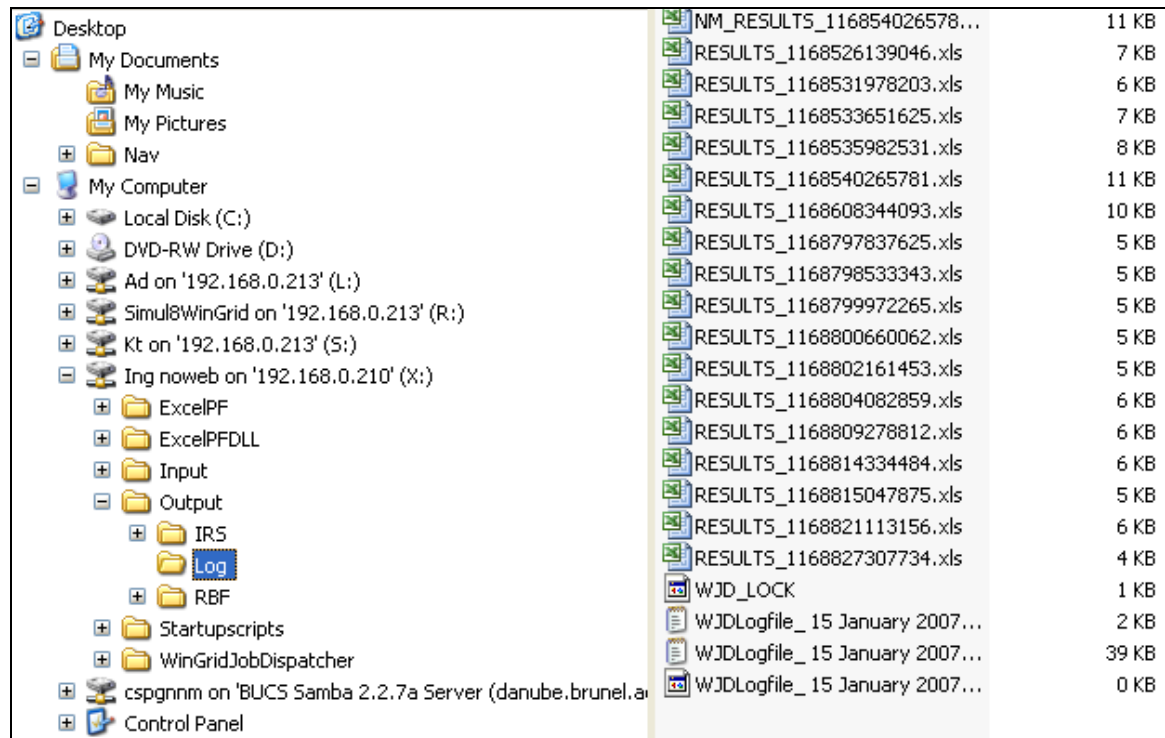 Desktop
My Documents
My Music
My Pictures
Nav
My Computer
Local Disk (C:)
DVD-RW Drive (D:)
Ad on '192.168.0.213' (L:)
Simul8WinGrid on '192.168.0.213' (R:)
Kt on '192.168.0.213' (S:)
Ing noweb on '192.168.0.210' (X:)
ExcelPF
ExcelPFDLL
Input
Output
IRS
Log
RBF
Startupscripts
WinGridJobDispatcher
cspgnnm on 'BUCS Samba 2.2.7a Server (danube.brunel.a
Control Panel
NM_RESULTS_116854026578... 11 KB
RESULTS_1168526139046.xls 7 KB
RESULTS_1168531978203.xls 6 KB
RESULTS_1168533651625.xls 7 KB
RESULTS_1168535982531.xls 8 KB
RESULTS_1168540265781.xls 11 KB
RESULTS_1168608344093.xls 10 KB
RESULTS_1168797837625.xls 5 KB
RESULTS_1168798533343.xls 5 KB
RESULTS_1168799972265.xls 5 KB
RESULTS_1168800660062.xls 5 KB
RESULTS_1168802161453.xls 5 KB
RESULTS_1168804082859.xls 6 KB
RESULTS_1168809278812.xls 6 KB
RESULTS_1168814334484.xls 6 KB
RESULTS_1168815047875.xls 5 KB
RESULTS_1168821113156.xls 6 KB
RESULTS_1168827307734.xls 4 KB
WJD_LOCK 1 KB
WJDLogfile_ 15 January 2007... 2 KB
WJDLogfile_ 15 January 2007... 39 KB
WJDLogfile_ 15 January 2007... 0 KB